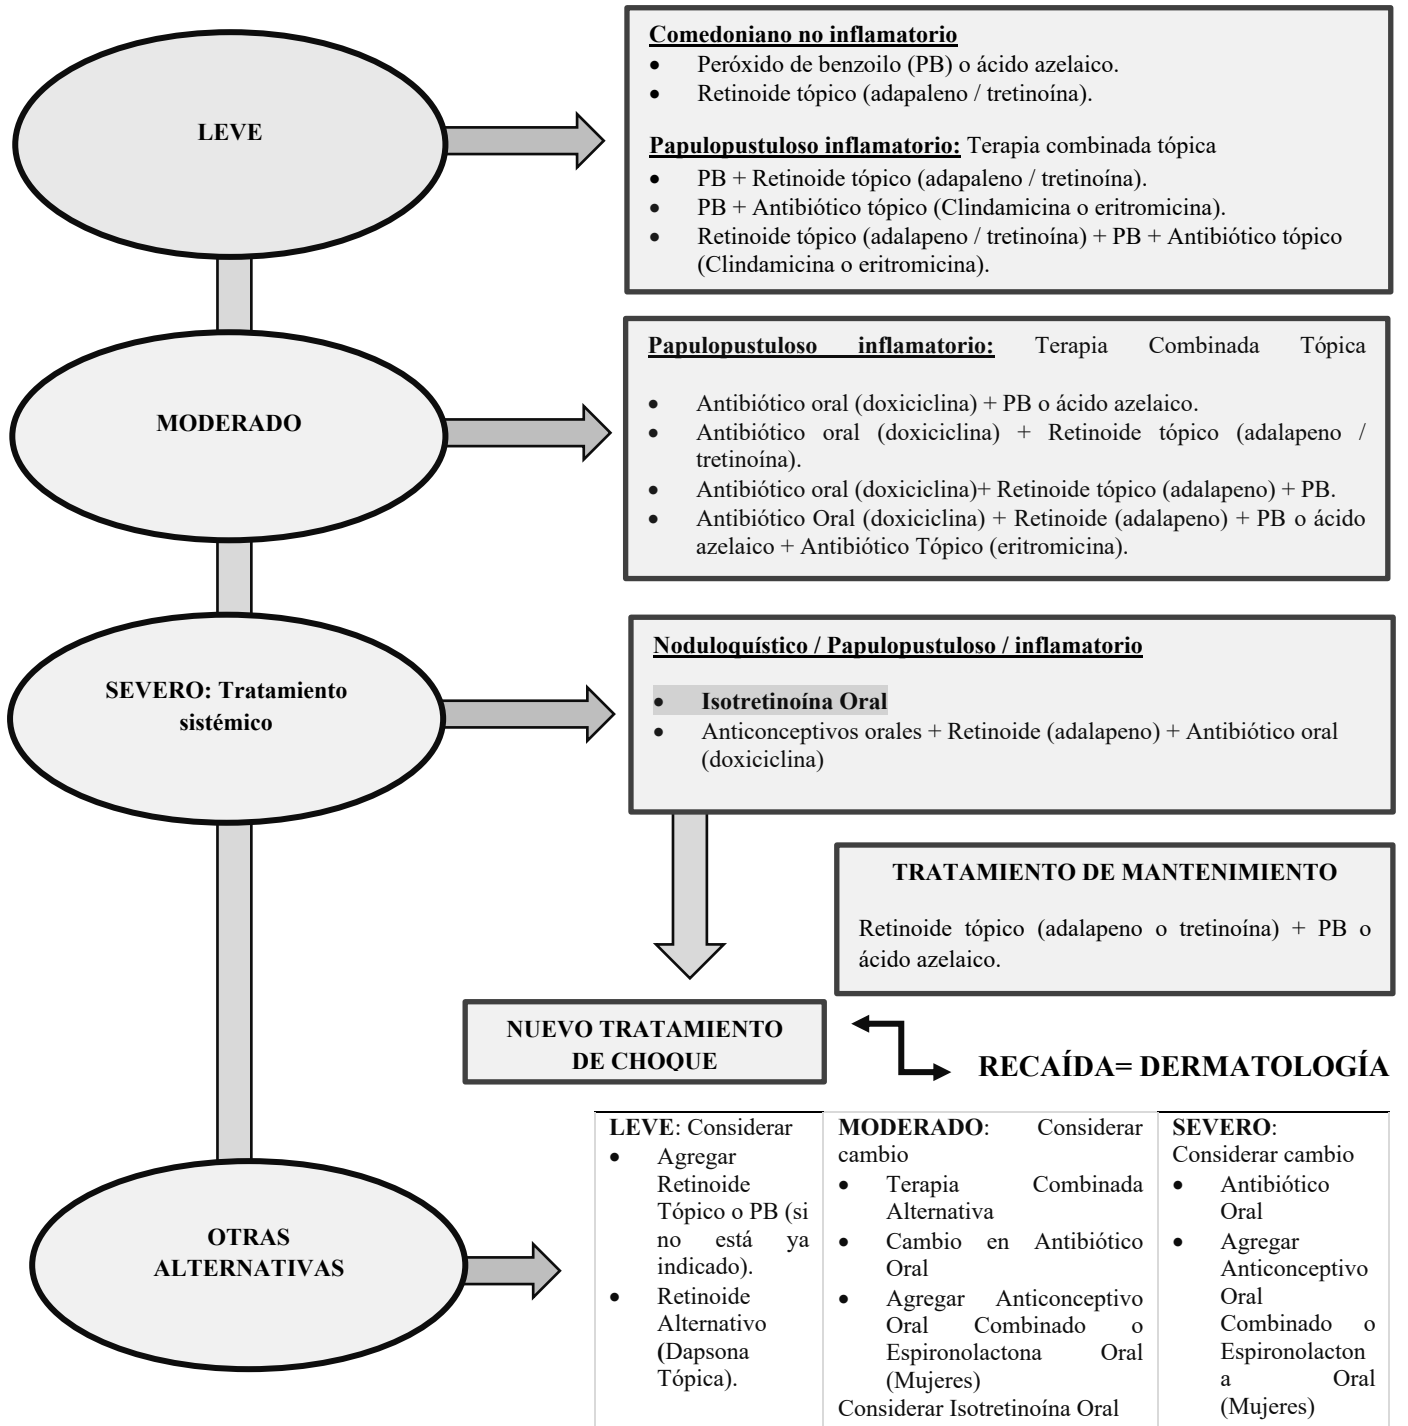 LEVE
Comedoniano no inflamatorio
• Peróxido de benzoilo (PB) o ácido azelaico.
• Retinoide tópico (adapaleno / tretinoína).
Papulopustuloso inflamatorio: Terapia combinada tópica
• PB + Retinoide tópico (adapaleno / tretinoína).
• PB + Antibiótico tópico (Clindamicina o eritromicina).
• Retinoide tópico (adalapeno / tretinoína) + PB + Antibiótico tópico
(Clindamicina o eritromicina).
MODERADO
Papulopustuloso inflamatorio: Terapia Combinada Tópica
• Antibiótico oral (doxiciclina) + PB o ácido azelaico.
• Antibiótico oral (doxiciclina) + Retinoide tópico (adalapeno /
tretinoína).
• Antibiótico oral (doxiciclina)+ Retinoide tópico (adalapeno) + PB.
• Antibiótico Oral (doxiciclina) + Retinoide (adalapeno) + PB o ácido
azelaico + Antibiótico Tópico (eritromicina).
SEVERO: Tratamiento
sistémico
Noduloquístico / Papulopustuloso / inflamatorio
• Isotretinoína Oral
• Anticonceptivos orales + Retinoide (adalapeno) + Antibiótico oral
(doxiciclina)
TRATAMIENTO DE MANTENIMIENTO
Retinoide tópico (adalapeno o tretinoína) + PB o
ácido azelaico.
NUEVO TRATAMIENTO
DE CHOQUE
RECAÍDA= DERMATOLOGÍA
OTRAS
ALTERNATIVAS
LEVE: Considerar
• Agregar
Retinoide
Tópico o PB (si
no está ya
indicado).
• Retinoide
Alternativo
(Dapsona
Tópica).
MODERADO: Considerar
cambio
• Terapia Combinada
Alternativa
• Cambio en Antibiótico
Oral
• Agregar Anticonceptivo
Oral Combinado o
Espironolactona Oral
(Mujeres)
Considerar Isotretinoína Oral
SEVERO:
Considerar cambio
• Antibiótico
Oral
• Agregar
Anticonceptivo
Oral
Combinado o
Espironolacton
a Oral
(Mujeres)